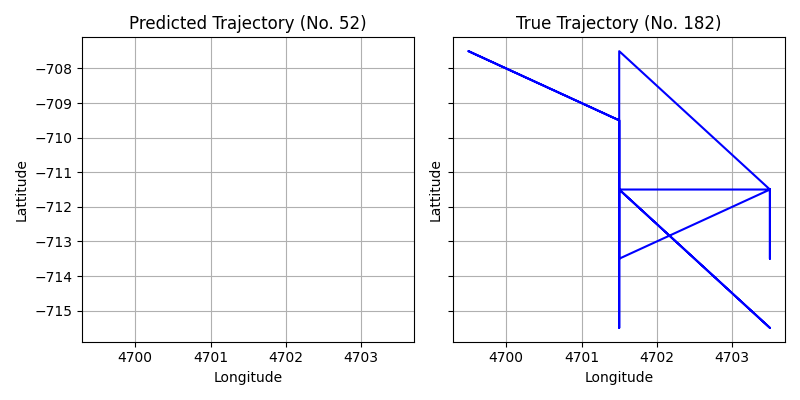 Predicted Trajectory (No. 52)
−708
−709
−710
−711
−712
−713
−714
−715
Lattitude
4700 4701 4702 4703
Longitude
True Trajectory (No. 182)
Lattitude
4700 4701 4702 4703
Longitude